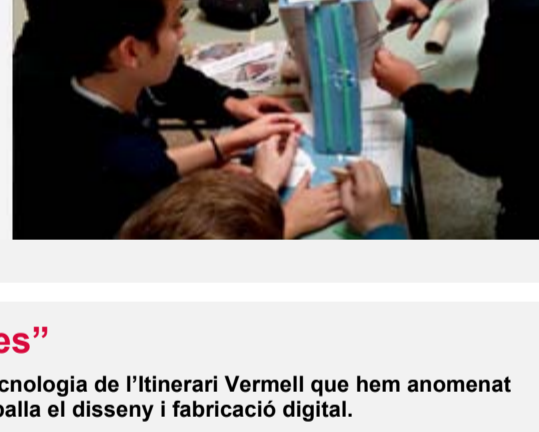 es”
cnologia de l’Itinerari Vermell que hem anomenat
balla el disseny i fabricació digital.